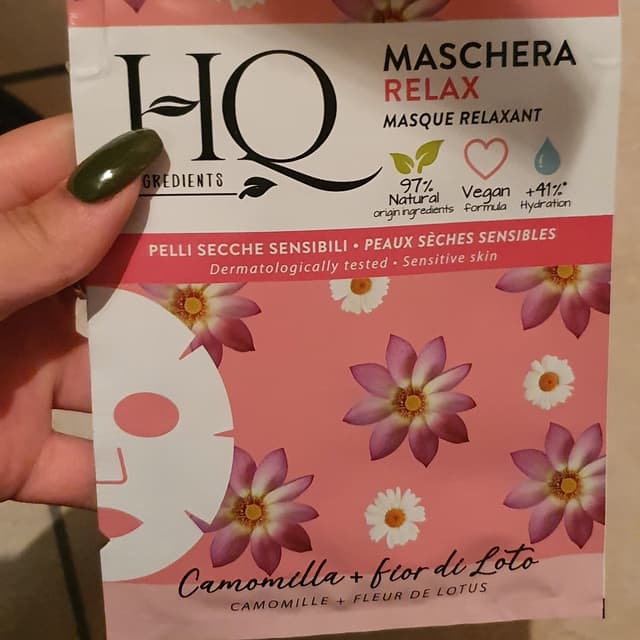 HQ
GREDIENTS
MASCHERA
RELAX
MASQUE RELAXANT
97%
Natural
origin ingredients
Vegan
formula
+41%*
Hydration
PELLI SECCHE SENSIBILI • PEAUX SÈCHES SENSIBLES
Dermatologically tested • Sensitive skin
Camomilla + fior di Loto
CAMOMILLE + FLEUR DE LOTUS